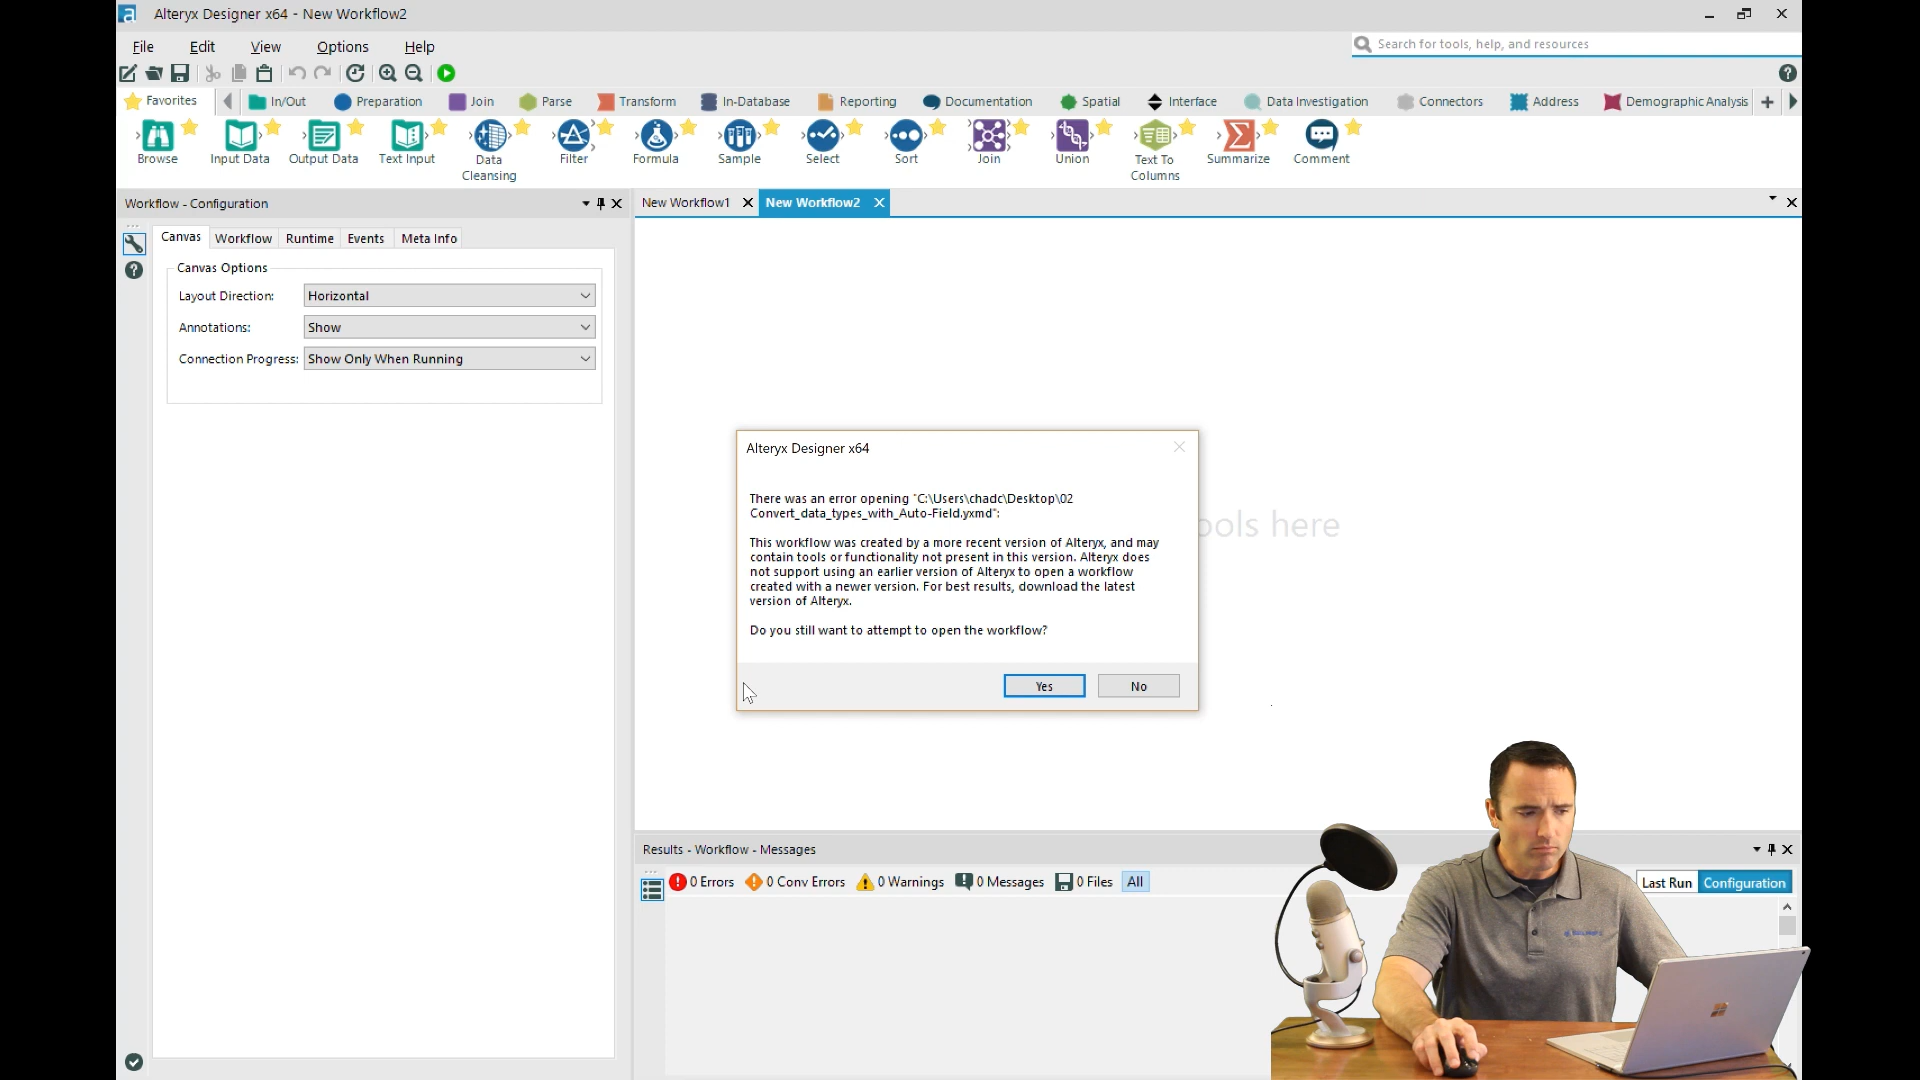 Alteryx Designer x64 - New Workflow2
File Edit View Options Help
Search for tools, help, and resources
Favorites In/Out Preparation Join Parse Transform In-Database Reporting Documentation Spatial Interface Data Investigation Connectors Address Demographic Analysis
Browse Input Data Output Data Text Input Data Cleansing Filter Formula Sample Select Sort Join Union Text To Columns Summarize Comment
Workflow - Configuration
New Workflow1 New Workflow2
Canvas Workflow Runtime Events Meta Info
Canvas Options
Layout Direction: Horizontal
Annotations: Show
Connection Progress: Show Only When Running
Alteryx Designer x64
There was an error opening "C:\Users\chadc\Desktop\02
Convert_data_types_with_Auto-Field.yxmd":
This workflow was created by a more recent version of Alteryx, and may
contain tools or functionality not present in this version. Alteryx does
not support using an earlier version of Alteryx to open a workflow
created with a newer version. For best results, download the latest
version of Alteryx.
Do you still want to attempt to open the workflow?
ools here
Yes No
Results - Workflow - Messages
0 Errors 0 Conv Errors 0 Warnings 0 Messages 0 Files All
Last Run Configuration